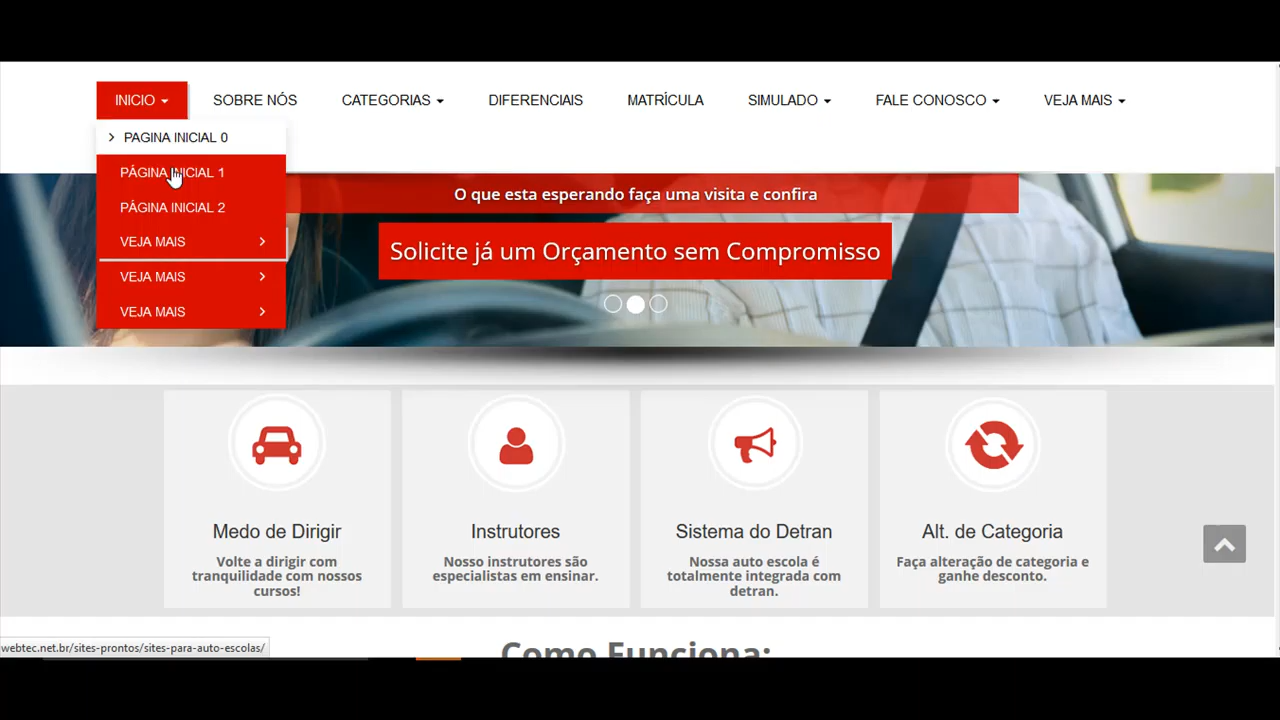 INICIO
SOBRE NÓS
CATEGORIAS
DIFERENCIAIS
MATRÌCULA
SIMULADO
FALE CONOSCO
VEJA MAIS
PAGINA INICIAL 0
PÁGINA INICIAL 1
PÁGINA INICIAL 2
VEJA MAIS
VEJA MAIS
VEJA MAIS
O que esta esperando faça uma visita e confira
Solicite já um Orçamento sem Compromisso
Medo de Dirigir
Volte a dirigir com
tranquilidade com nossos
cursos!
Instrutores
Nosso instrutores são
especialistas em ensinar.
Sistema do Detran
Nossa auto escola é
totalmente integrada com
detran.
Alt. de Categoria
Faça alteração de categoria e
ganhe desconto.
Como Funciona:
webtec.net.br/sites-prontos/sites-para-auto-escolas/